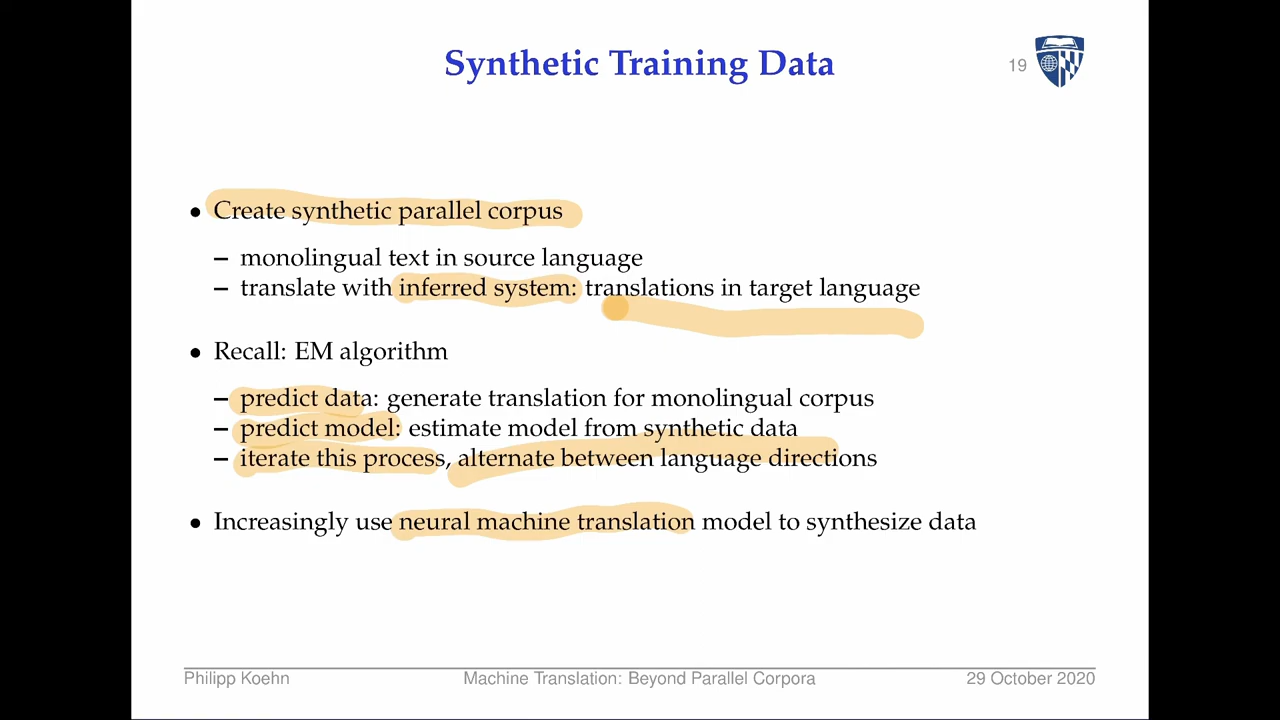 Synthetic Training Data
19
• Create synthetic parallel corpus
– monolingual text in source language
– translate with inferred system: translations in target language
• Recall: EM algorithm
– predict data: generate translation for monolingual corpus
– predict model: estimate model from synthetic data
– iterate this process, alternate between language directions
• Increasingly use neural machine translation model to synthesize data
Philipp Koehn Machine Translation: Beyond Parallel Corpora 29 October 2020